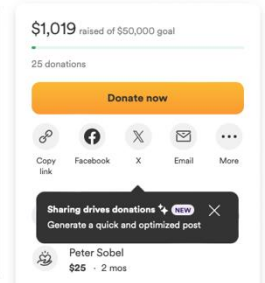 $1,019 raised of $50,000 goal
25 donations
Donate now
Copy link
Facebook
X
Email
More
Sharing drives donations NEW
Generate a quick and optimized post
Peter Sobel
$25 · 2 mos